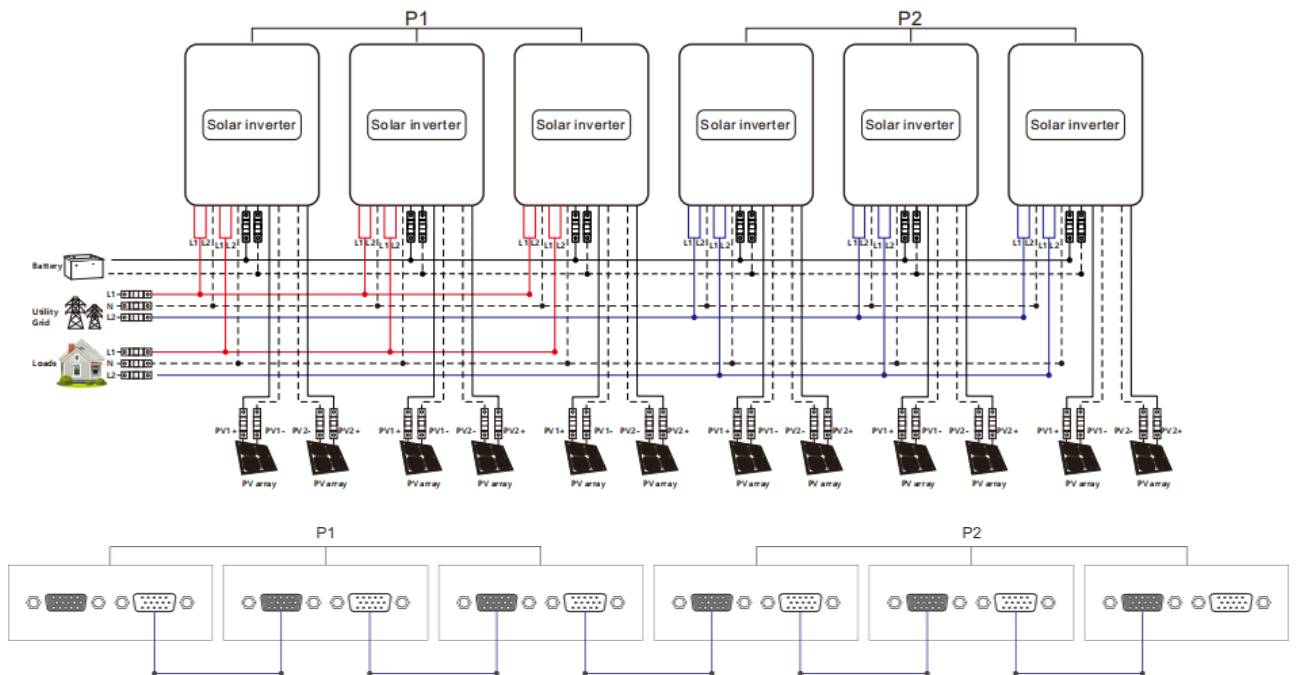 P1 P2
Solar inverter Solar inverter Solar inverter Solar inverter Solar inverter Solar inverter
L1 L2 L1 L2 L1 L2 L1 L2 L1 L2 L1 L2 L1 L2 L1 L2 L1 L2 L1 L2 L1 L2 L1 L2
Battery
L1
N
Utility
Grid
L2
L1
Loads N
L2
PV1+ PV1- PV2- PV2+ PV1+ PV1- PV2- PV2+ PV1+ PV1- PV2- PV2+ PV1+ PV1- PV2- PV2+ PV1+ PV1- PV2- PV2+ PV1+ PV1- PV2- PV2+
PV array PV array PV array PV array PV array PV array PV array PV array PV array PV array PV array PV array
P1 P2